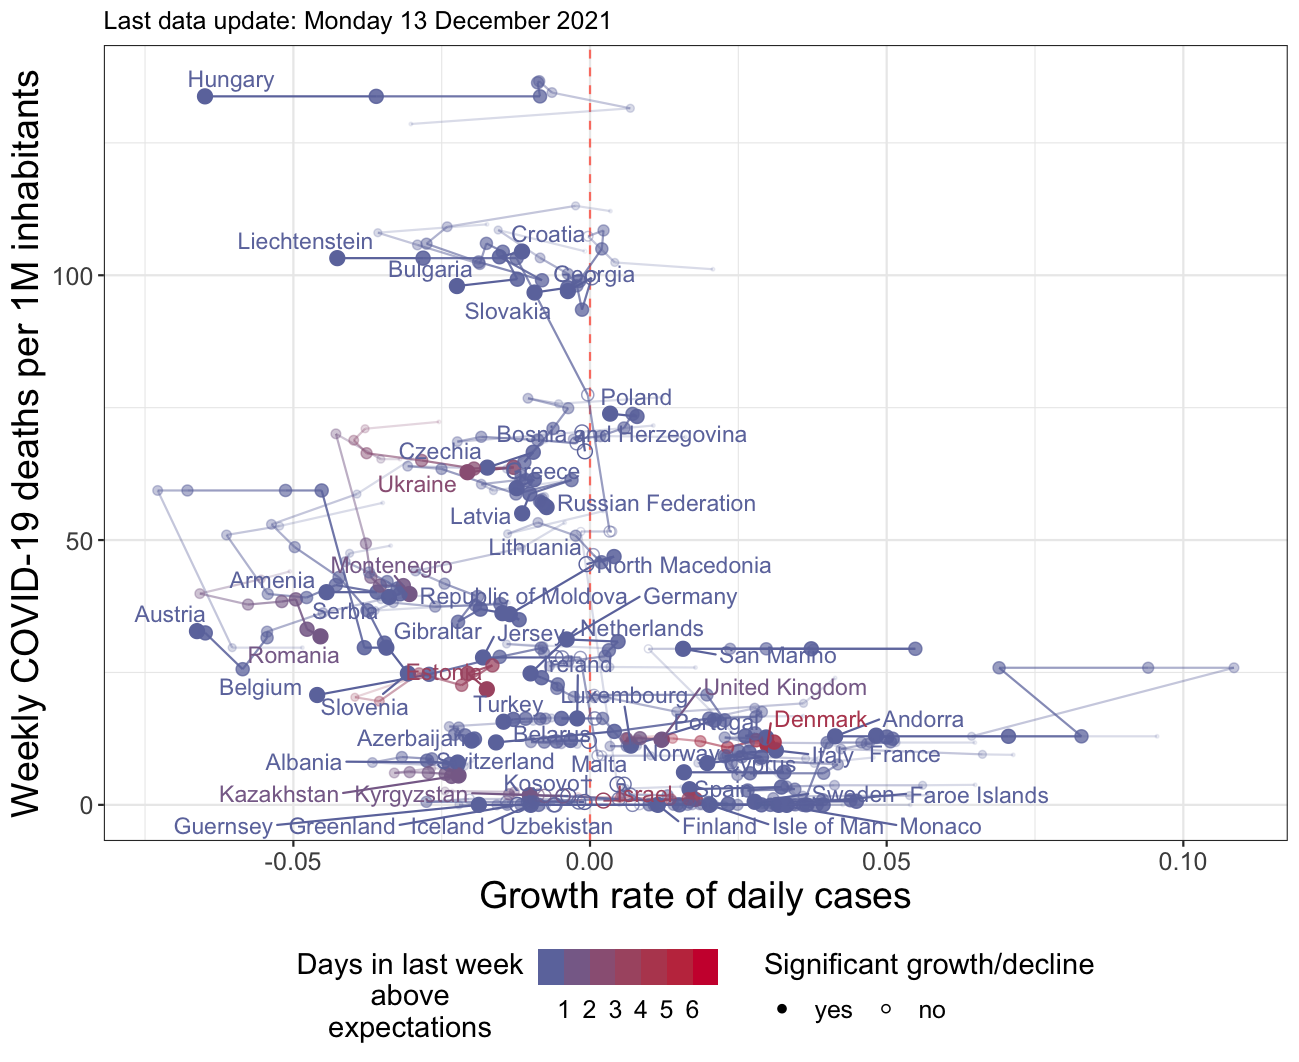 Last data update: Monday 13 December 2021
Weekly COVID-19 deaths per 1M inhabitants
100
50
0
Hungary
Croatia
Liechtenstein
Bulgaria
Georgia
Slovakia
Poland
Bosnia and Herzegovina
Czechia
Greece
Ukraine
Russian Federation
Latvia
Lithuania
Montenegro
North Macedonia
Armenia
Republic of Moldova
Germany
Serbia
Austria
Gibraltar
Jersey
Netherlands
Romania
San Marino
Ireland
Estonia
Belgium
United Kingdom
Luxembourg
Slovenia
Turkey
Portugal
Denmark
Andorra
Azerbaijan
Belarus
Norway
Italy
France
Albania
Switzerland
Malta
Cyprus
Kosovo†
Kazakhstan
Kyrgyzstan
Israel
Spain
Sweden
Faroe Islands
Guernsey
Greenland
Iceland
Uzbekistan
Finland
Isle of Man
Monaco
-0.05
0.00
0.05
0.10
Growth rate of daily cases
Days in last week
above
expectations
1 2 3 4 5 6
Significant growth/decline
yes
no